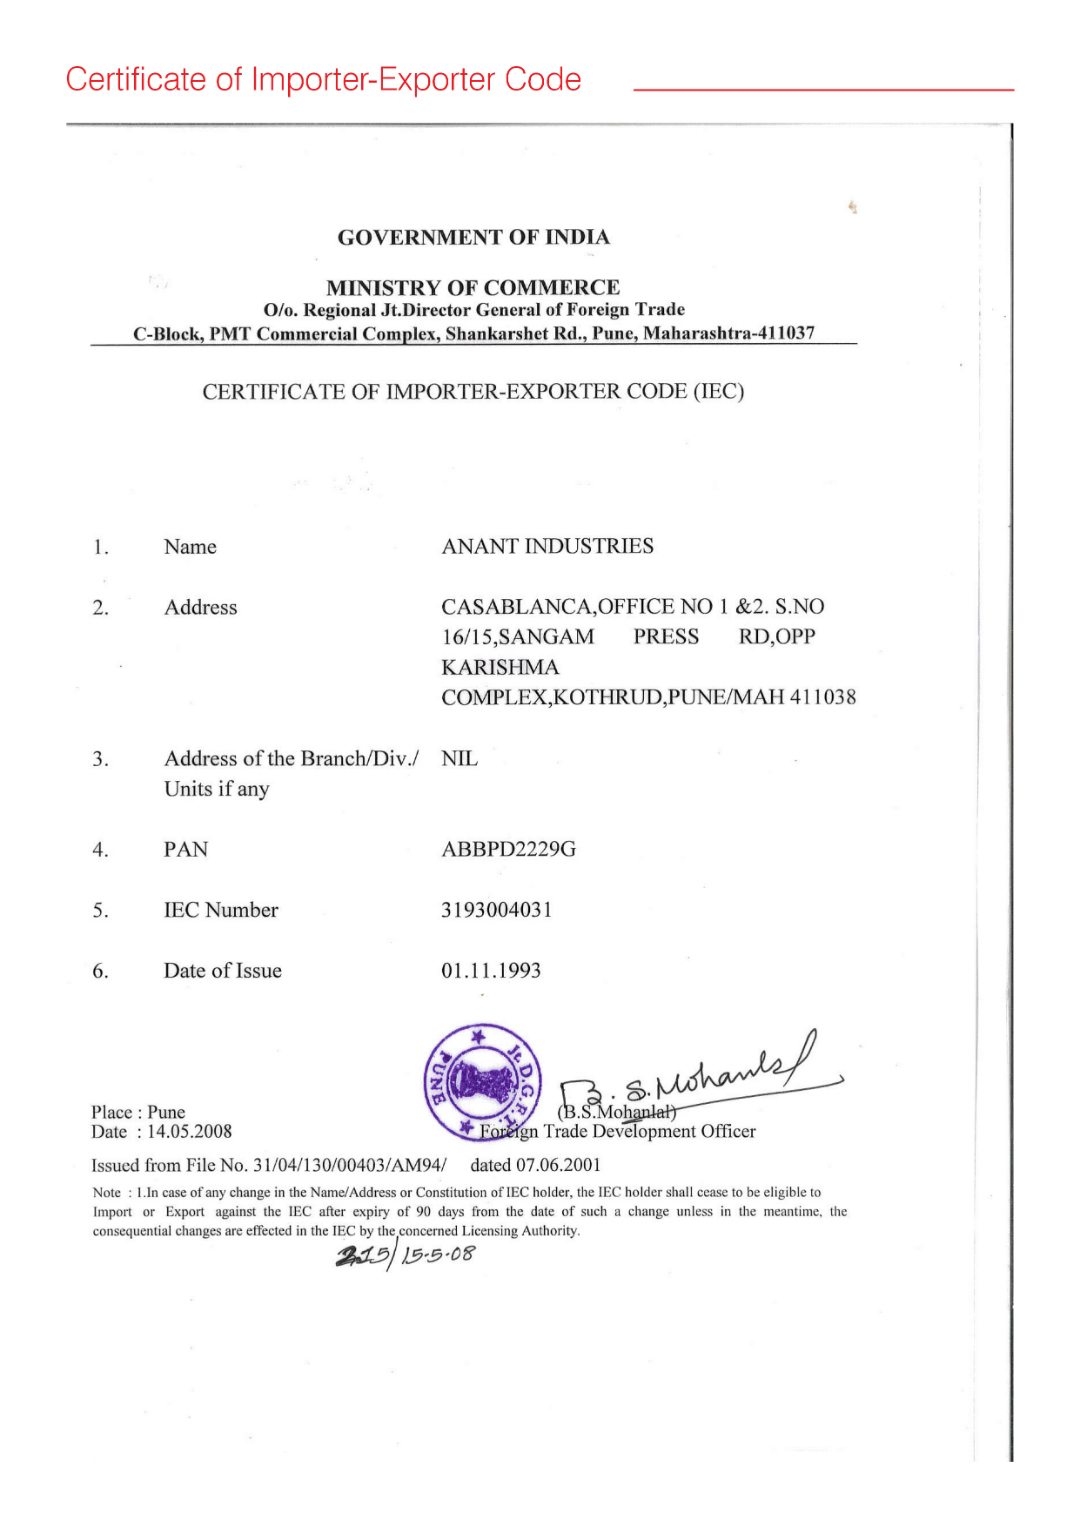 Certificate of Importer-Exporter Code
GOVERNMENT OF INDIA
MINISTRY OF COMMERCE
O/o. Regional Jt.Director General of Foreign Trade
C-Block, PMT Commercial Complex, Shankarshet Rd., Pune, Maharashtra-411037
CERTIFICATE OF IMPORTER-EXPORTER CODE (IEC)
1. Name ANANT INDUSTRIES
2. Address CASABLANCA,OFFICE NO 1 &2. S.NO
16/15,SANGAM PRESS RD,OPP
KARISHMA
COMPLEX,KOTHRUD,PUNE/MAH 411038
3. Address of the Branch/Div./ NIL
Units if any
4. PAN ABBPD2229G
5. IEC Number 3193004031
6. Date of Issue 01.11.1993
Jt. D.G.F.T.
PUNE
B. S. Mohanlal
Place : Pune (B.S.Mohanlal)
Date : 14.05.2008 Foreign Trade Development Officer
Issued from File No. 31/04/130/00403/AM94/ dated 07.06.2001
Note : 1.In case of any change in the Name/Address or Constitution of IEC holder, the IEC holder shall cease to be eligible to
Import or Export against the IEC after expiry of 90 days from the date of such a change unless in the meantime, the
consequential changes are effected in the IEC by the concerned Licensing Authority.
215/15-5-08